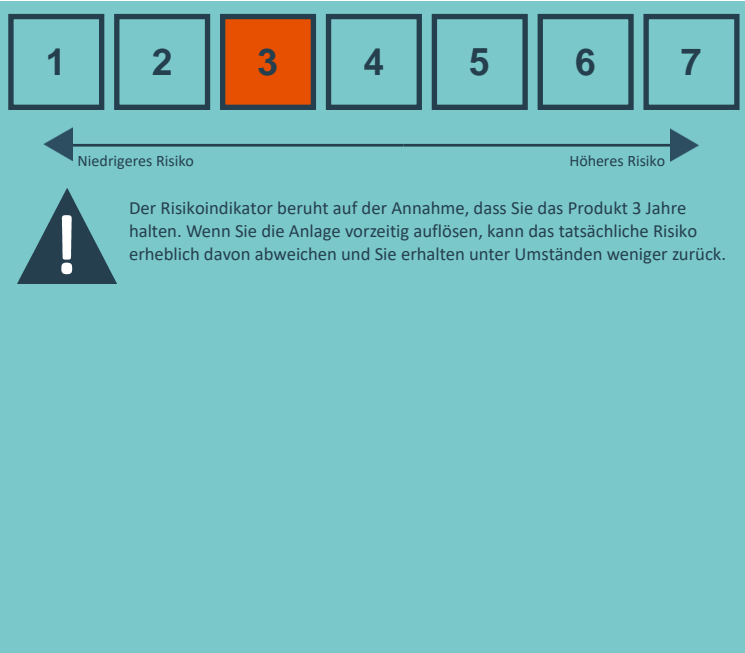 1 2 3 4 5 6 7
Niedrigeres Risiko Höheres Risiko
!
Der Risikoindikator beruht auf der Annahme, dass Sie das Produkt 3 Jahre
halten. Wenn Sie die Anlage vorzeitig auflösen, kann das tatsächliche Risiko
erheblich davon abweichen und Sie erhalten unter Umständen weniger zurück.